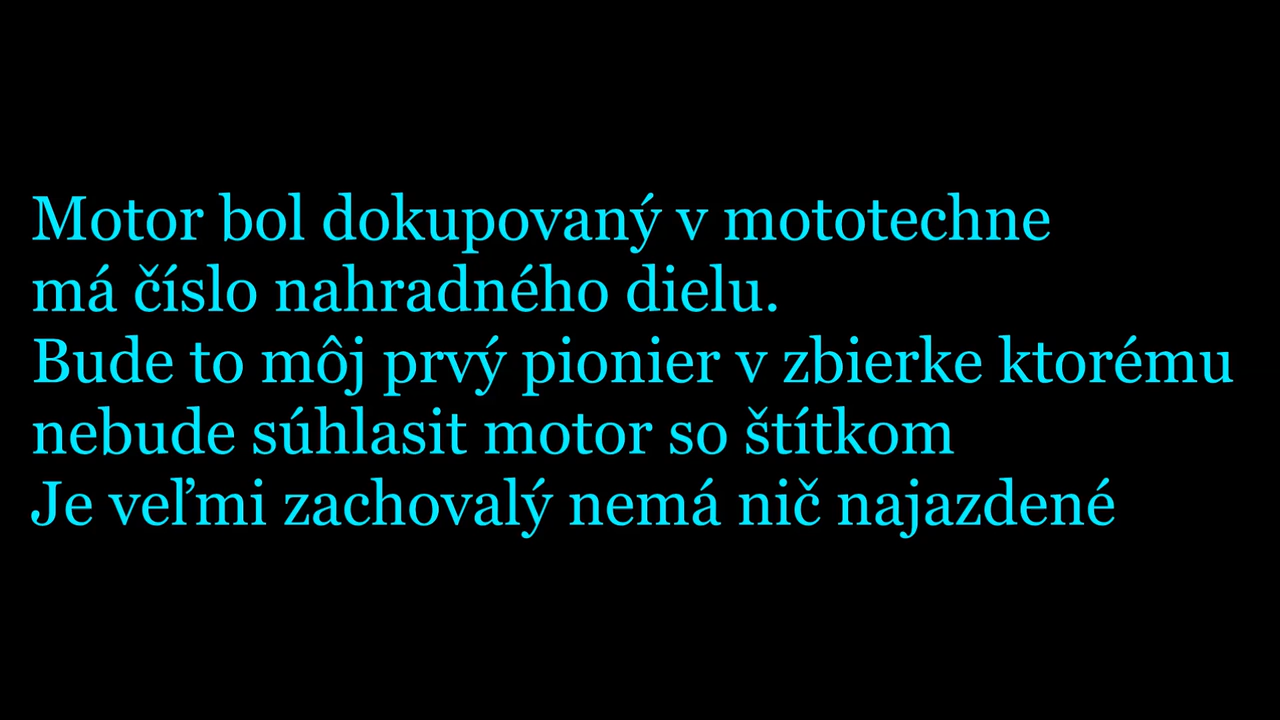 Motor bol dokupovaný v mototechne
má číslo nahradného dielu.
Bude to môj prvý pionier v zbierke ktorému
nebude súhlasit motor so štítkom
Je veľmi zachovalý nemá nič najazdené